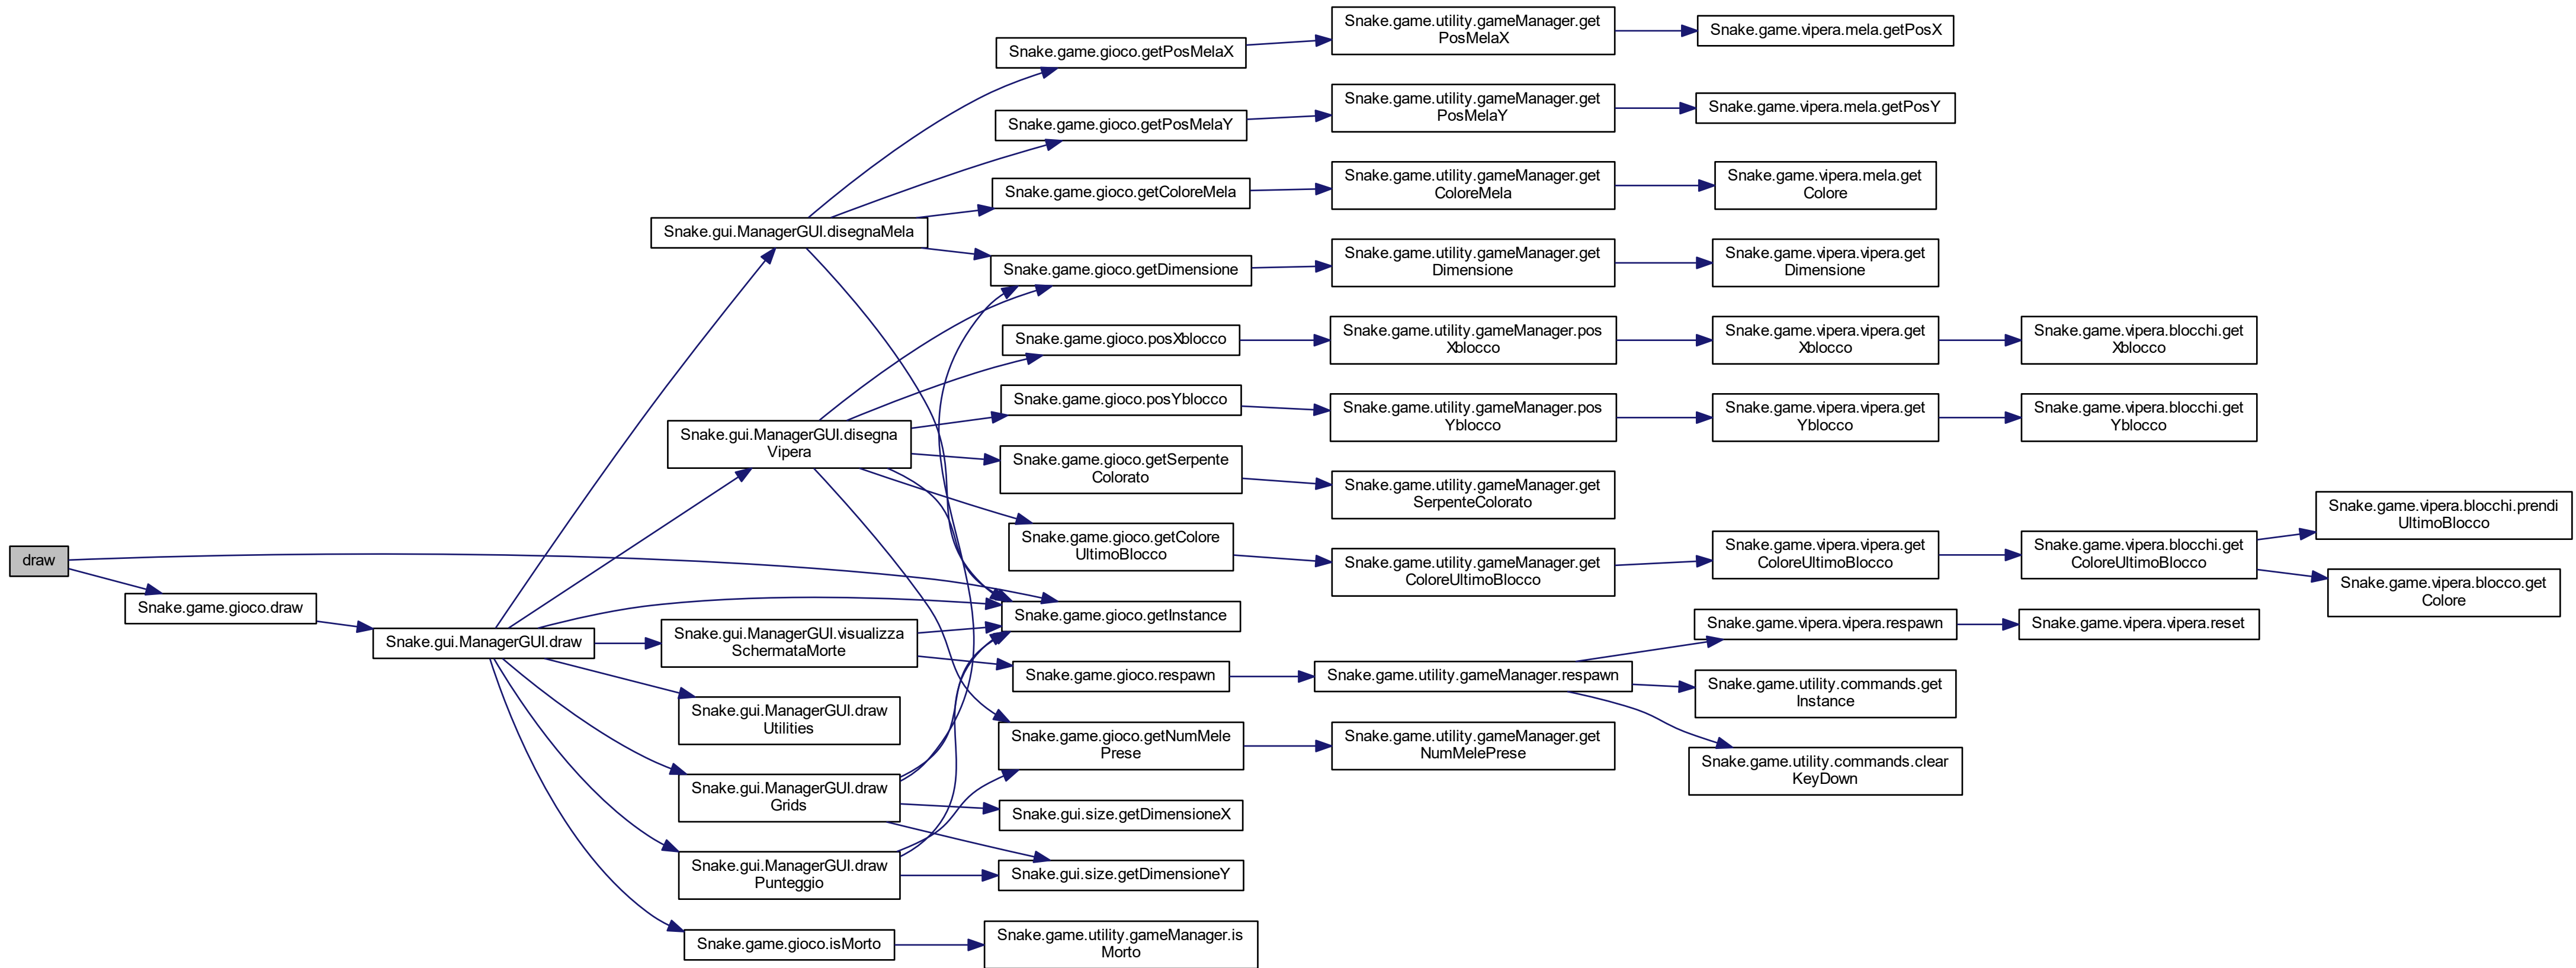 draw
Snake.game.gioco.draw
Snake.gui.ManagerGUI.draw
Snake.gui.ManagerGUI.disegnaMela
Snake.gui.ManagerGUI.disegna
Vipera
Snake.gui.ManagerGUI.visualizza
SchermataMorte
Snake.gui.ManagerGUI.draw
Utilities
Snake.gui.ManagerGUI.draw
Grids
Snake.gui.ManagerGUI.draw
Punteggio
Snake.game.gioco.isMorto
Snake.game.gioco.getPosMelaX
Snake.game.gioco.getPosMelaY
Snake.game.gioco.getColoreMela
Snake.game.gioco.getDimensione
Snake.game.gioco.posXblocco
Snake.game.gioco.posYblocco
Snake.game.gioco.getSerpente
Colorato
Snake.game.gioco.getColore
UltimoBlocco
Snake.game.gioco.getInstance
Snake.game.gioco.respawn
Snake.game.gioco.getNumMele
Prese
Snake.gui.size.getDimensioneX
Snake.gui.size.getDimensioneY
Snake.game.utility.gameManager.is
Morto
Snake.game.utility.gameManager.get
PosMelaX
Snake.game.utility.gameManager.get
PosMelaY
Snake.game.utility.gameManager.get
ColoreMela
Snake.game.utility.gameManager.get
Dimensione
Snake.game.utility.gameManager.pos
Xblocco
Snake.game.utility.gameManager.pos
Yblocco
Snake.game.utility.gameManager.get
SerpenteColorato
Snake.game.utility.gameManager.get
ColoreUltimoBlocco
Snake.game.utility.gameManager.respawn
Snake.game.utility.gameManager.get
NumMelePrese
Snake.game.vipera.mela.getPosX
Snake.game.vipera.mela.getPosY
Snake.game.vipera.mela.get
Colore
Snake.game.vipera.vipera.get
Dimensione
Snake.game.vipera.vipera.get
Xblocco
Snake.game.vipera.vipera.get
Yblocco
Snake.game.vipera.vipera.get
ColoreUltimoBlocco
Snake.game.vipera.vipera.respawn
Snake.game.utility.commands.get
Instance
Snake.game.utility.commands.clear
KeyDown
Snake.game.vipera.blocchi.get
Xblocco
Snake.game.vipera.blocchi.get
Yblocco
Snake.game.vipera.blocchi.get
ColoreUltimoBlocco
Snake.game.vipera.vipera.reset
Snake.game.vipera.blocchi.prendi
UltimoBlocco
Snake.game.vipera.blocco.get
Colore